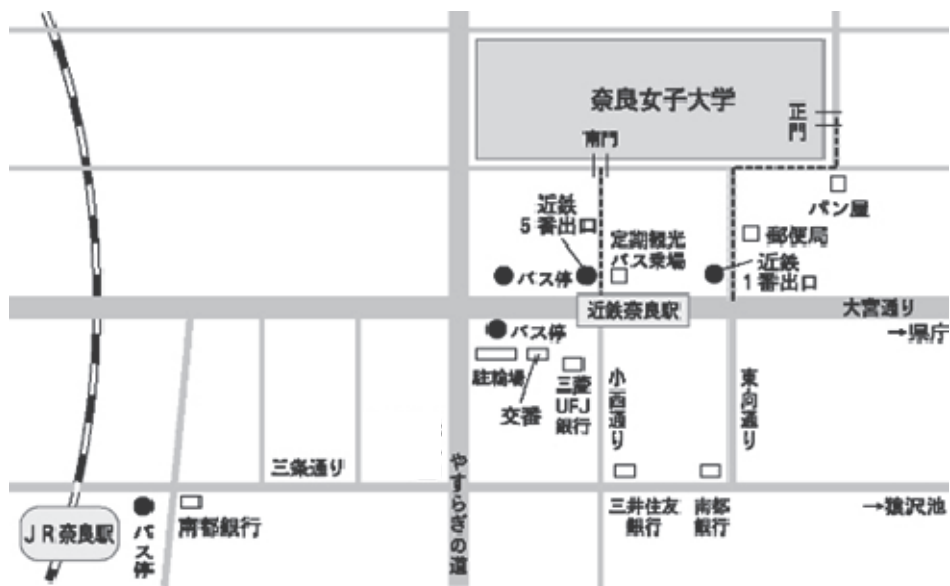 奈良女子大学
正門
南門
近鉄
5番出口
定期観光
バス乗場
パン屋
郵便局
近鉄
1番出口
バス停
近鉄奈良駅
大宮通り
→県庁
バス停
駐輪場
交番
三菱
UFJ
銀行
小西通り
東向通り
三条通り
やすらぎの道
JR奈良駅
バス停
南都銀行
三井住友
銀行
南都
銀行
→猿沢池